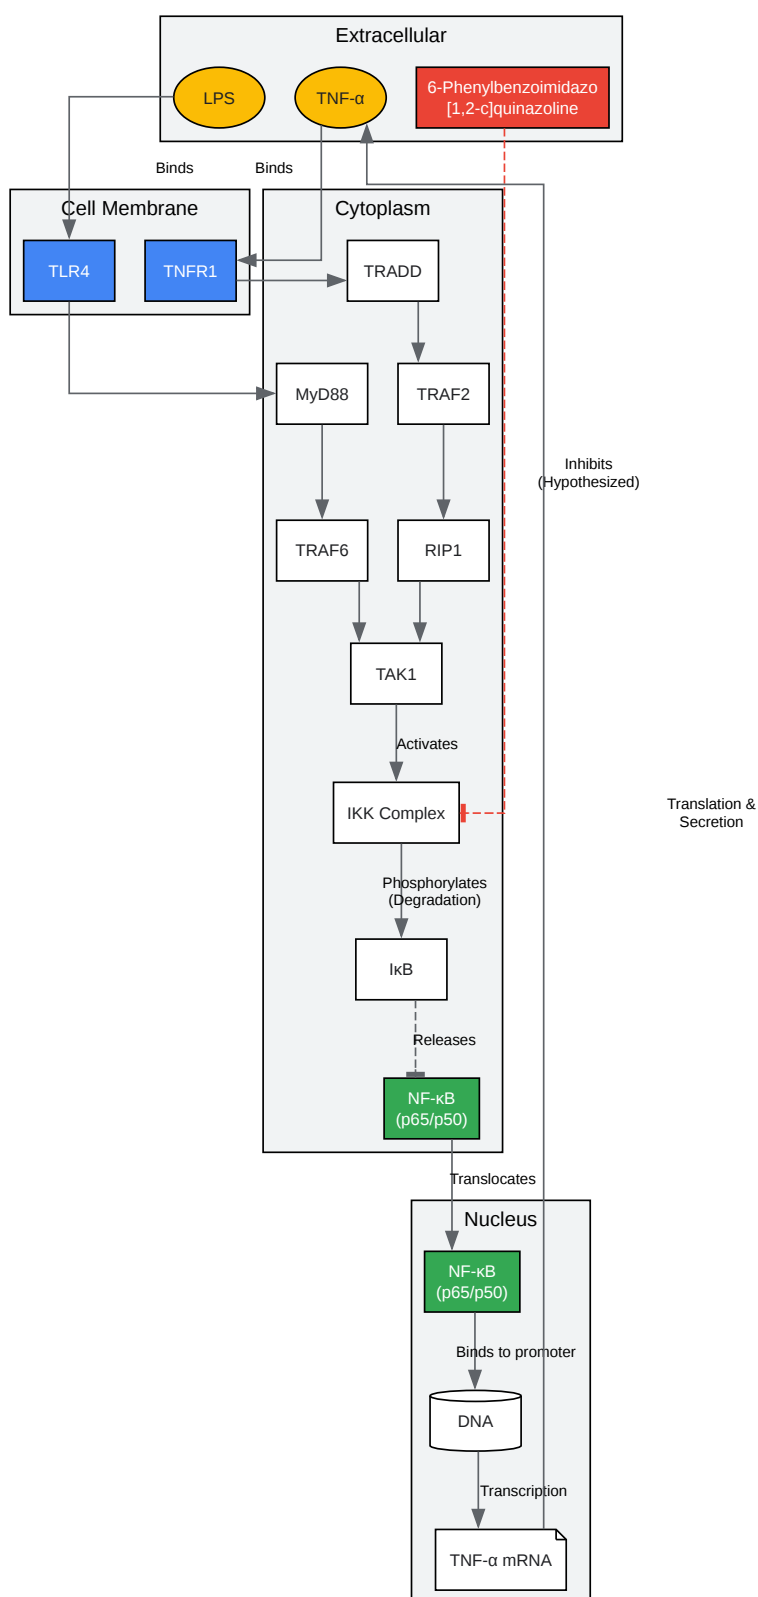 Extracellular
LPS
TNF-α
6-Phenylbenzoimidazo
[1,2-c]quinazoline
Binds
Binds
Cell Membrane
Cytoplasm
TLR4
TNFR1
TRADD
MyD88
TRAF2
Inhibits
(Hypothesized)
TRAF6
RIP1
TAK1
Activates
IKK Complex
Translation &
Secretion
Phosphorylates
(Degradation)
IκB
Releases
NF-κB
(p65/p50)
Translocates
Nucleus
NF-κB
(p65/p50)
Binds to promoter
DNA
Transcription
TNF-α mRNA